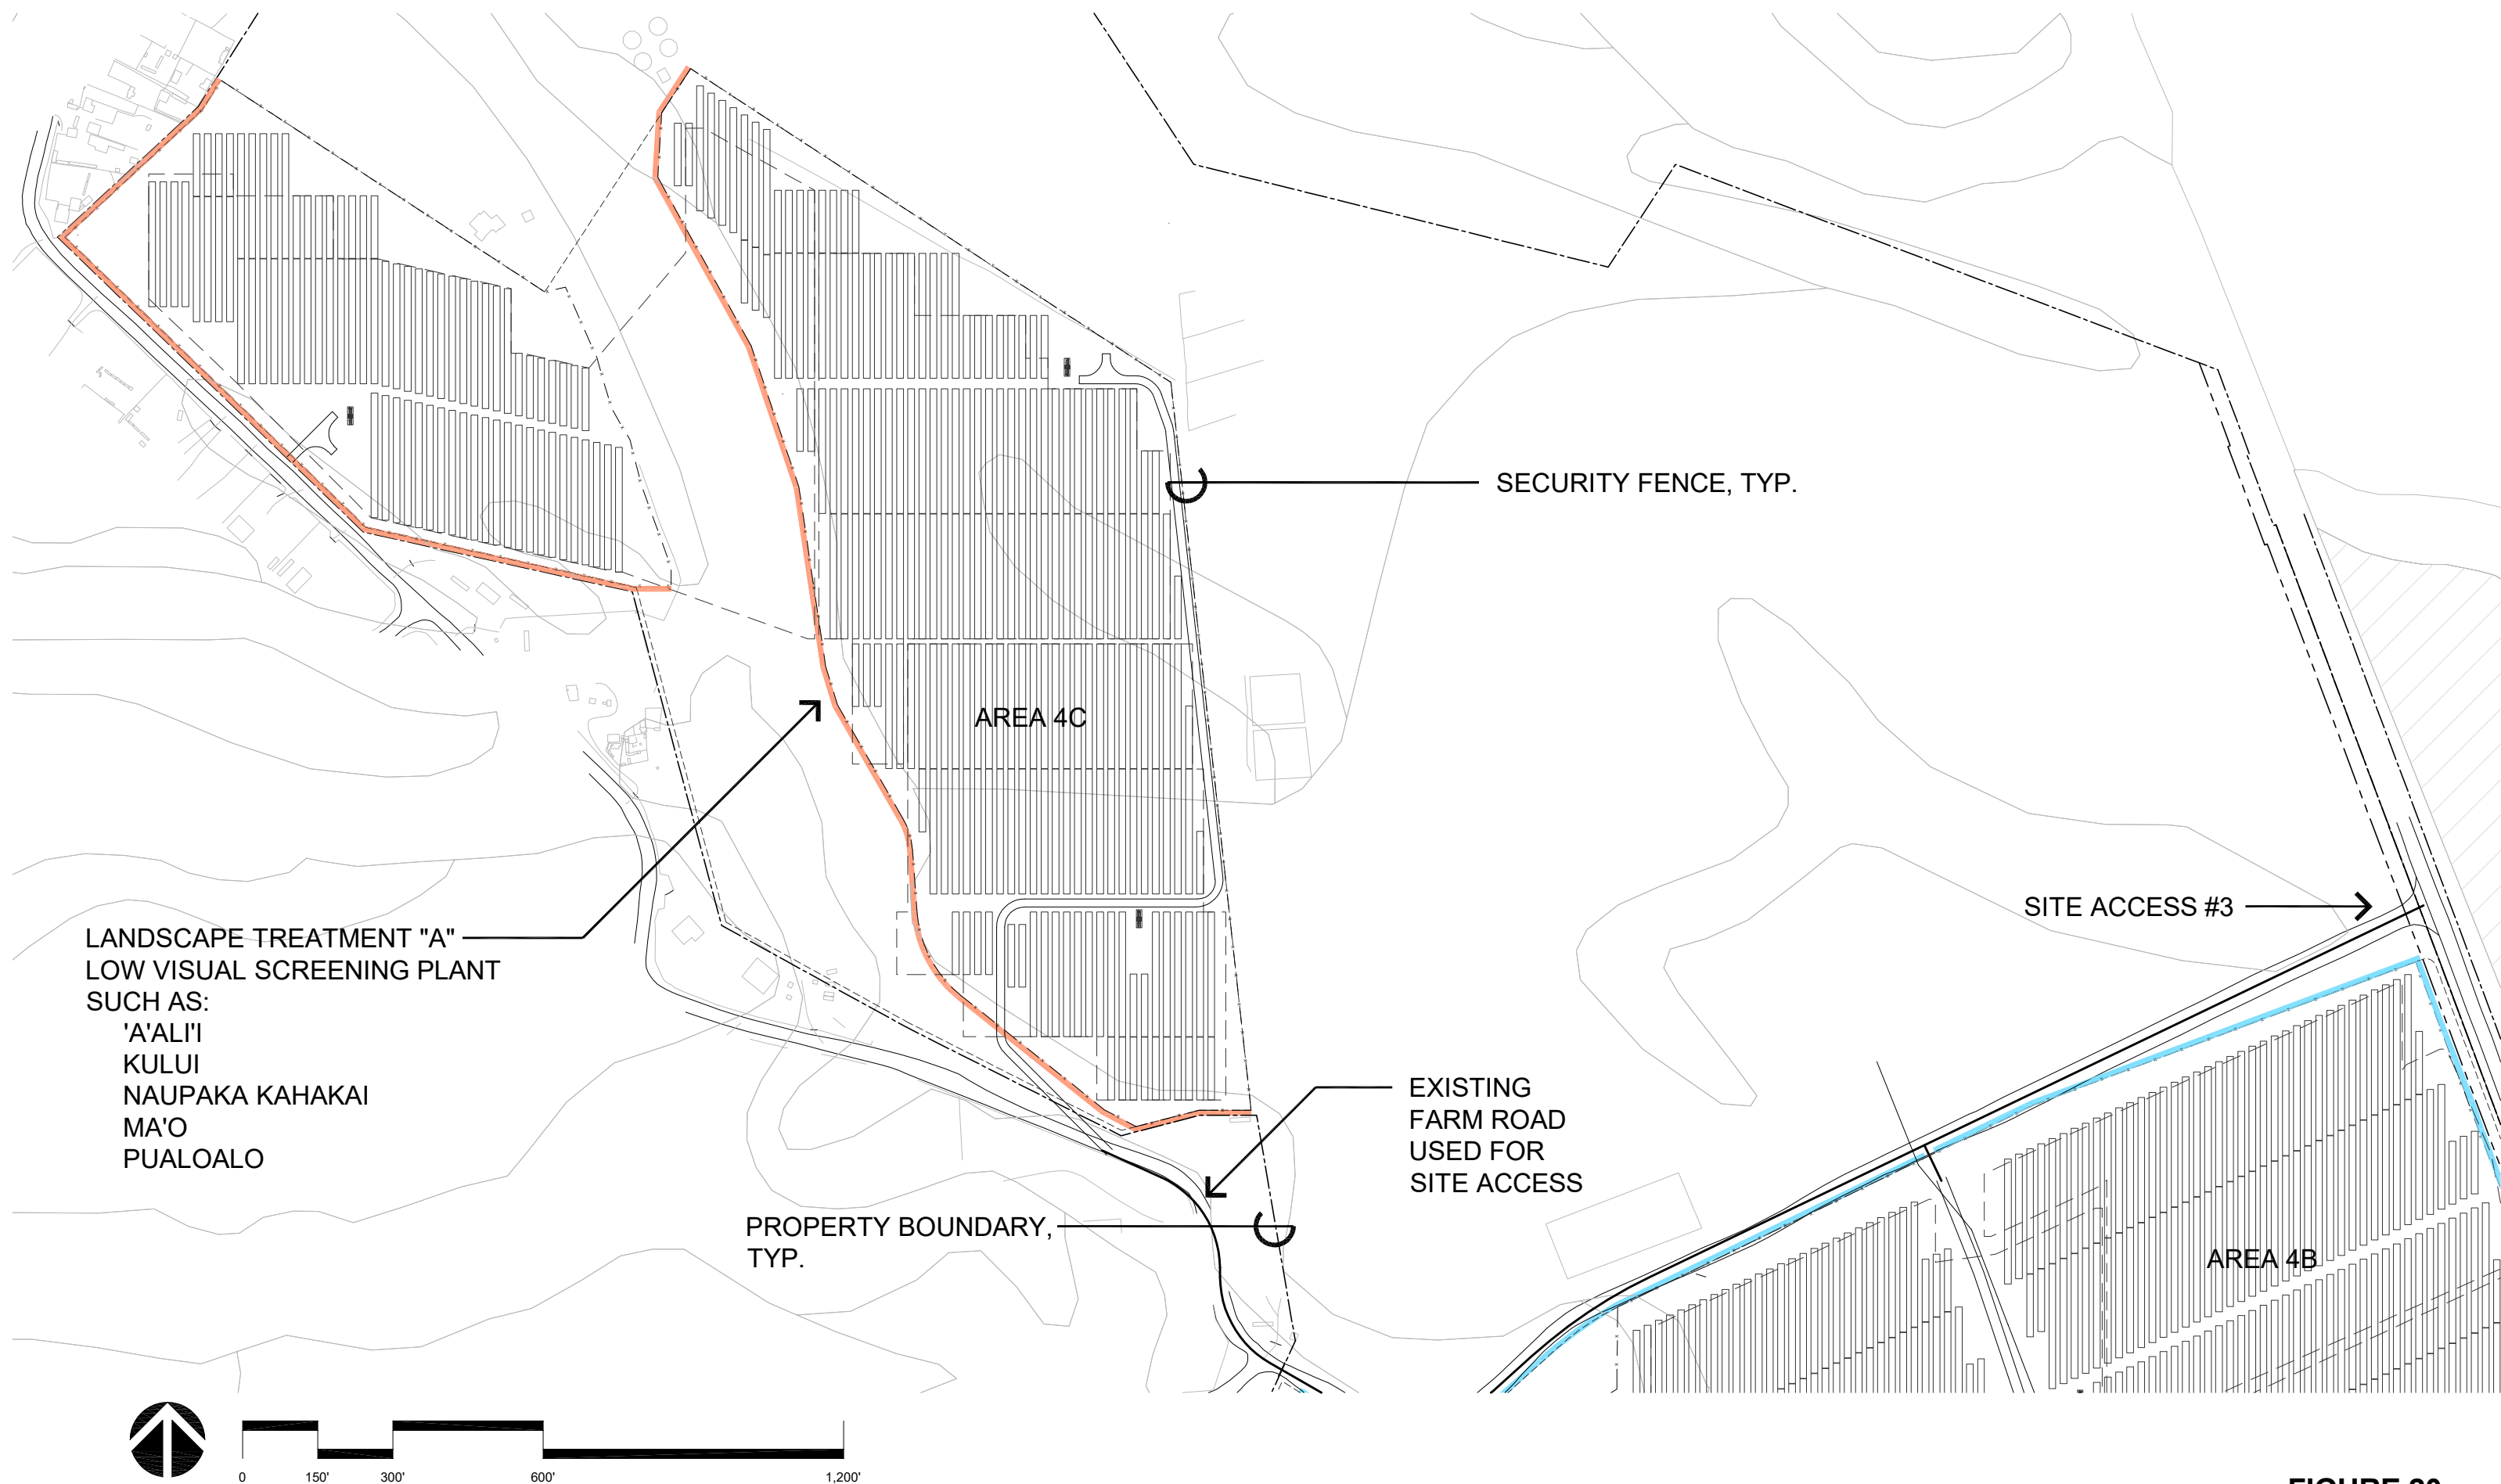 SECURITY FENCE, TYP.
AREA 4C
SITE ACCESS #3
LANDSCAPE TREATMENT "A"
LOW VISUAL SCREENING PLANT
SUCH AS:
'A'ALI'I
KULUI
NAUPAKA KAHAKAI
MA'O
PUALOALO
EXISTING
FARM ROAD
USED FOR
SITE ACCESS
PROPERTY BOUNDARY,
TYP.
AREA 4B
0 150' 300' 600' 1,200'